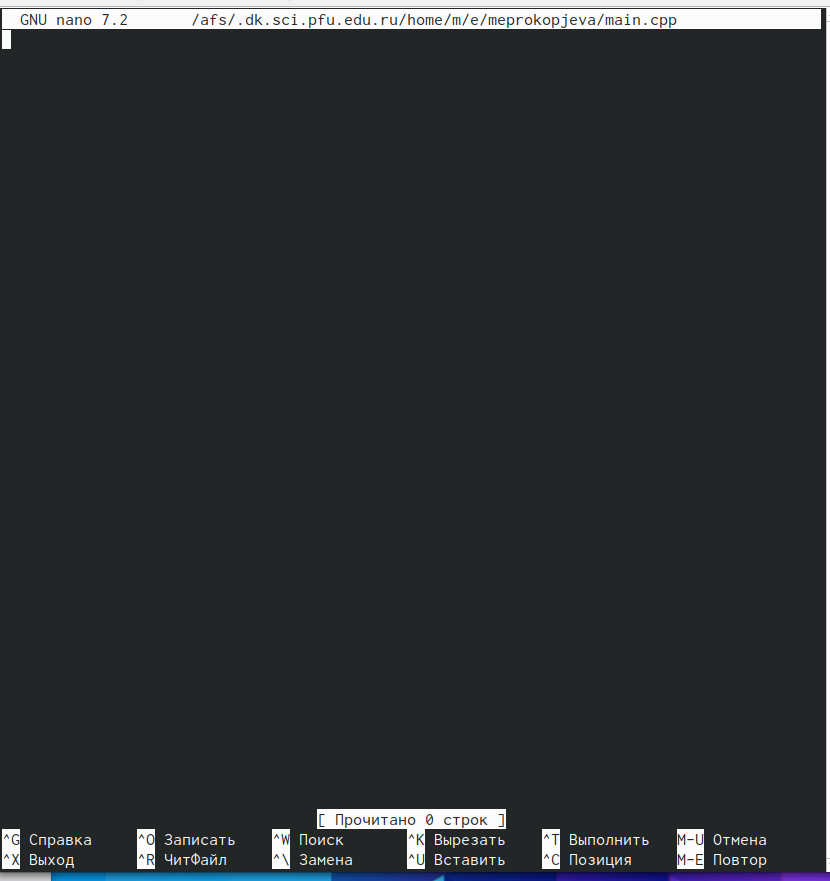 GNU nano 7.2 /afs/.dk.sci.pfu.edu.ru/home/m/e/meprokopjeva/main.cpp
[ Прочитано 0 строк ]
^G Справка ^O Записать ^W Поиск ^K Вырезать ^T Выполнить M-U Отмена
^X Выход ^R ЧитФайл ^\ Замена ^U Вставить ^C Позиция M-E Повтор